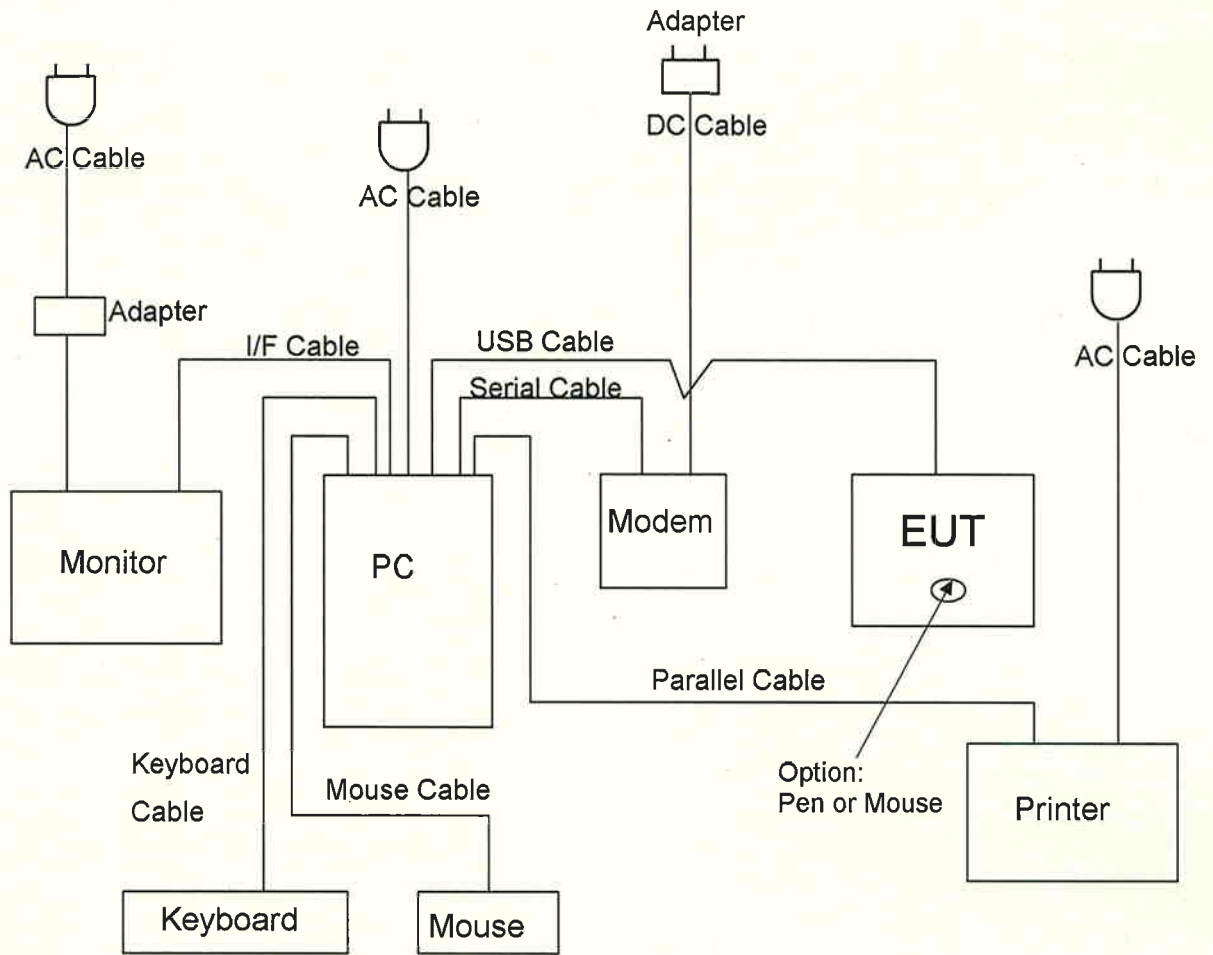 Adapter
DC Cable
AC Cable
AC Cable
Adapter
I/F Cable
USB Cable
Serial Cable
AC Cable
Monitor
PC
Modem
EUT
Parallel Cable
Option:
Pen or Mouse
Printer
Keyboard
Cable
Mouse Cable
Keyboard
Mouse